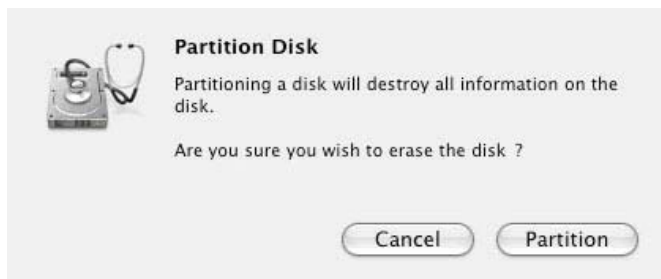 Partition Disk
Partitioning a disk will destroy all information on the
disk.
Are you sure you wish to erase the disk ?
Cancel
Partition